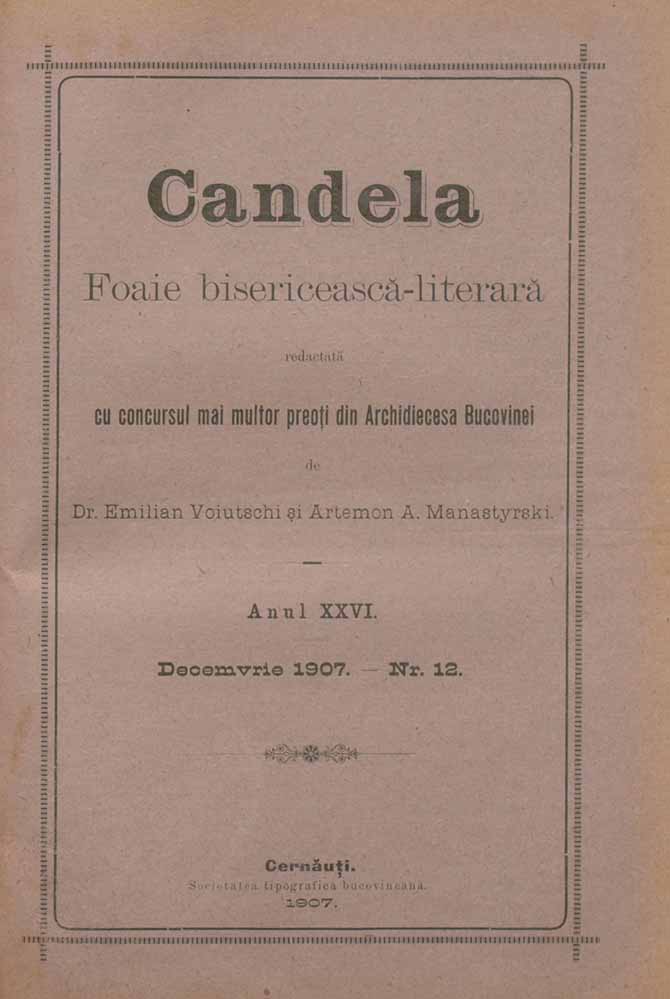 Candela
Foaie bisericească-literară
redactată
cu concursul mai multor preoți din Archidiecesa Bucovinei
de
Dr. Emilian Voiutschi și Artemon A. Manastyrski.
Anul XXVI.
Decemvrie 1907. — Nr. 12.
Cernăuți.
Societatea tipografica bucovineană.
1907.